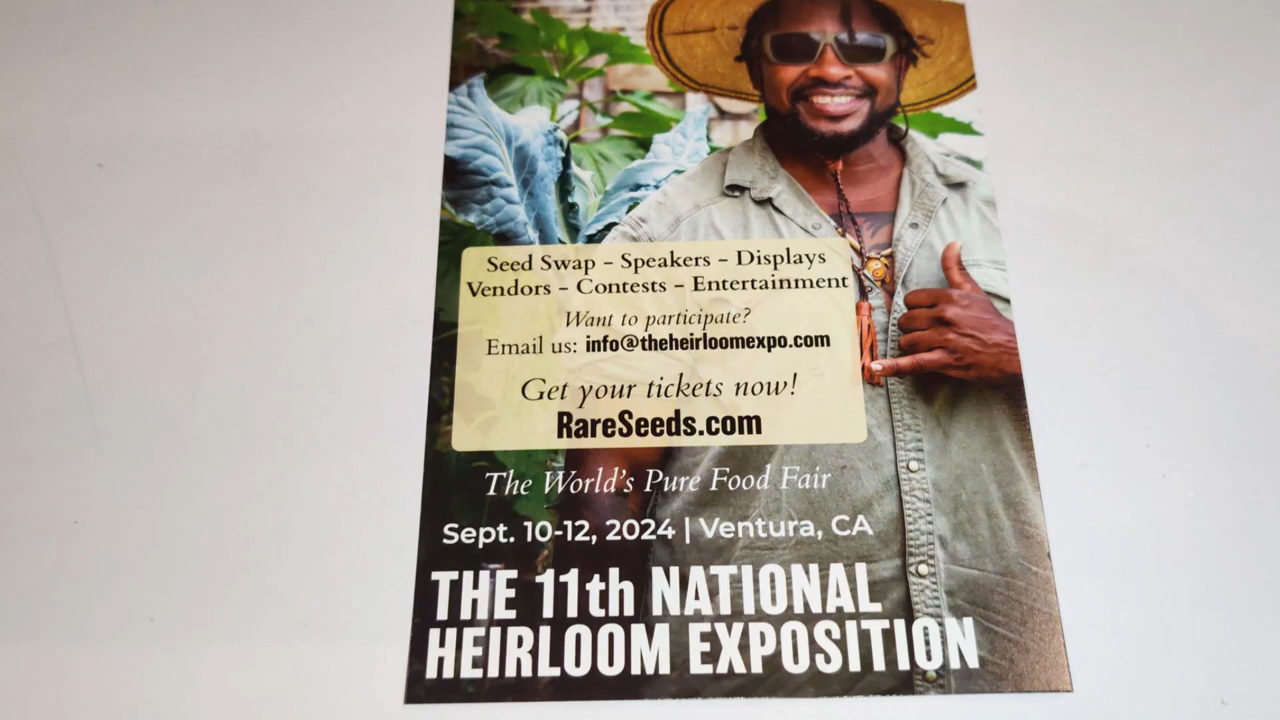 Seed Swap - Speakers - Displays
Vendors - Contests - Entertainment
Want to participate?
Email us: info@theheirloomexpo.com
Get your tickets now!
RareSeeds.com
The World's Pure Food Fair
Sept. 10-12, 2024 | Ventura, CA
THE 11th NATIONAL
HEIRLOOM EXPOSITION